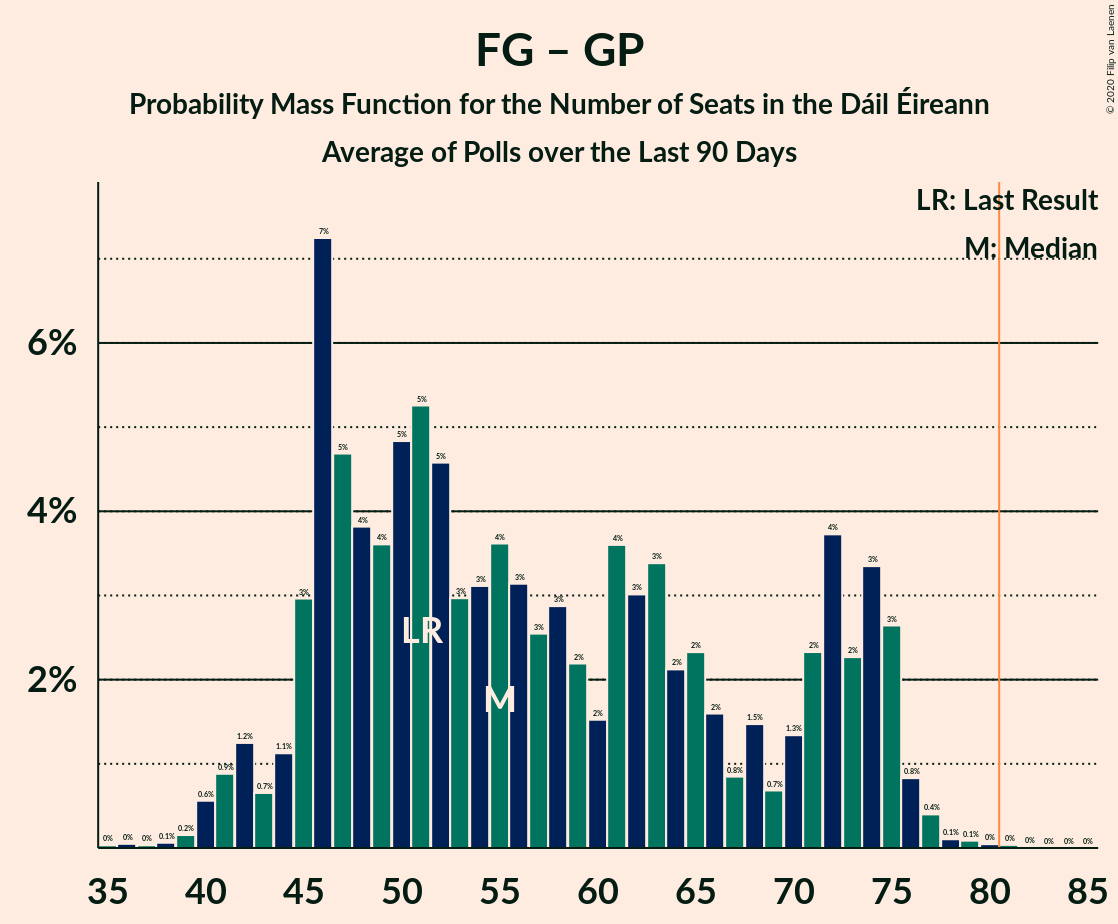 FG – GP
Probability Mass Function for the Number of Seats in the Dáil Éireann
Average of Polls over the Last 90 Days
© 2020 Filip van Laenen
LR: Last Result
M: Median
6%
4%
2%
0% 0% 0% 0.1% 0.2% 0.6% 0.9% 1.2% 0.7% 1.1% 3% 7% 5% 4% 4% 5% 5% 5% 3% 3% 4% 3% 3% 3% 2% 2% 4% 3% 3% 2% 2% 2% 0.8% 1.5% 0.7% 1.3% 2% 4% 2% 3% 3% 0.8% 0.4% 0.1% 0.1% 0% 0% 0% 0% 0% 0%
LR
M
35 40 45 50 55 60 65 70 75 80 85